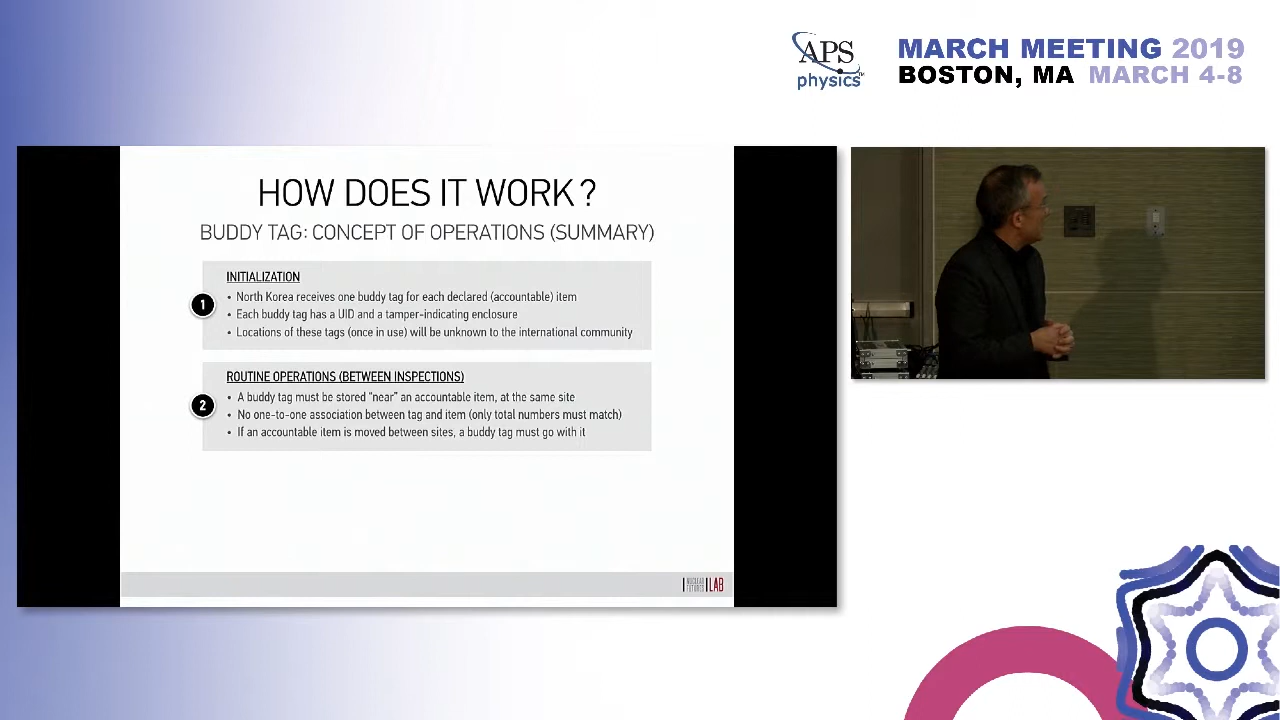 APS
physics
MARCH MEETING 2019
BOSTON, MA MARCH 4-8
HOW DOES IT WORK?
BUDDY TAG: CONCEPT OF OPERATIONS (SUMMARY)
INITIALIZATION
1
• North Korea receives one buddy tag for each declared (accountable) item
• Each buddy tag has a UID and a tamper-indicating enclosure
• Locations of these tags (once in use) will be unknown to the international community
ROUTINE OPERATIONS (BETWEEN INSPECTIONS)
2
• A buddy tag must be stored "near" an accountable item, at the same site
• No one-to-one association between tag and item (only total numbers must match)
• If an accountable item is moved between sites, a buddy tag must go with it
NUCLEAR
FUTURES LAB